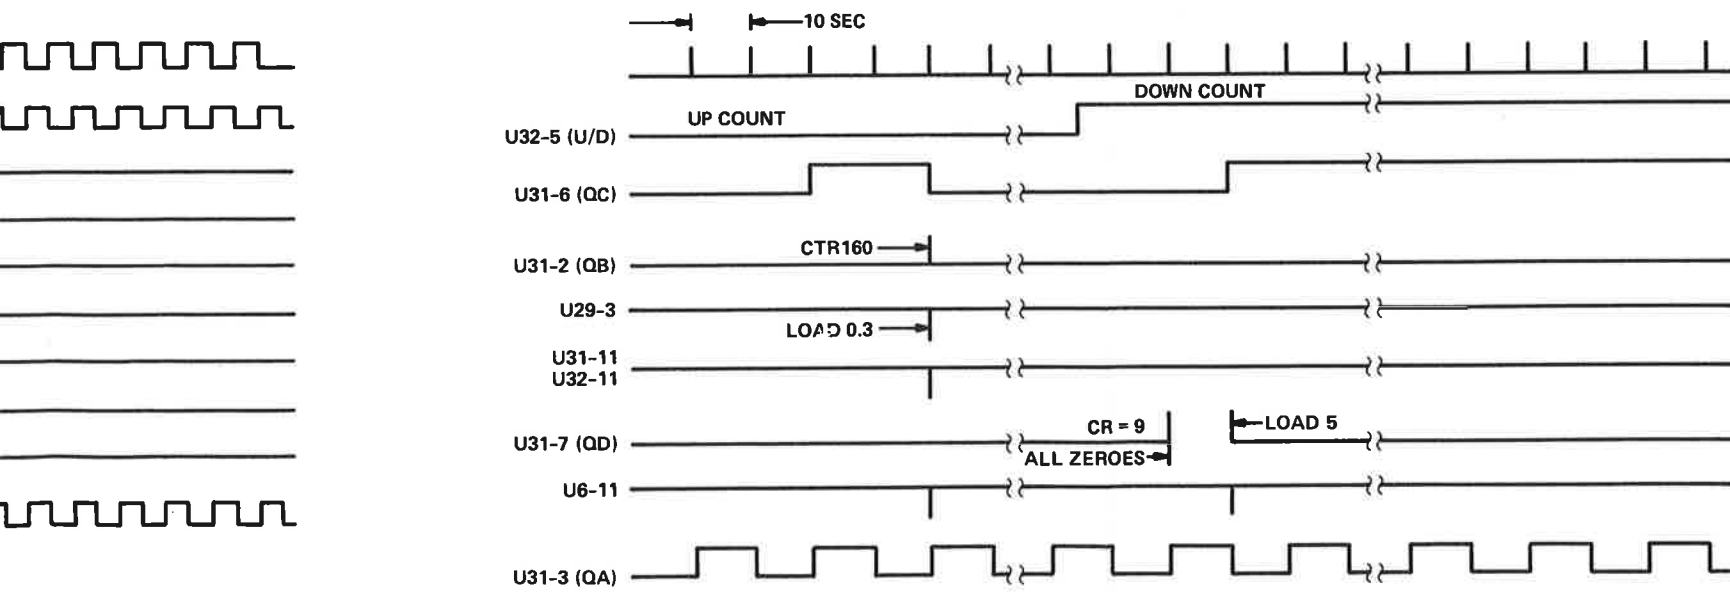 10 SEC
DOWN COUNT
UP COUNT
U32-5 (U/D)
U31-6 (QC)
CTR160
U31-2 (QB)
U29-3
LOAD 0.3
U31-11
U32-11
CR = 9
LOAD 5
U31-7 (QD)
ALL ZEROES
U6-11
U31-3 (QA)